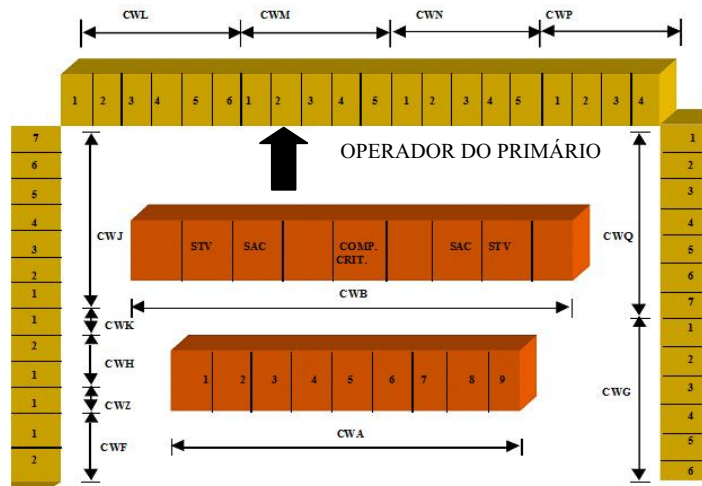 CWL CWM CWN CWP
1 2 3 4 5 6 1 2 3 4 5 1 2 3 4 5 1 2 3 4
OPERADOR DO PRIMÁRIO
7
6
5
4
3
2
1
1
2
1
1
1
2
CWJ
CWK
CWH
CWZ
CWF
STV SAC COMP. CRIT. SAC STV
CWB
1 2 3 4 5 6 7 8 9
CWA
CWQ
CWG
1
2
3
4
5
6
7
1
2
3
4
5
6